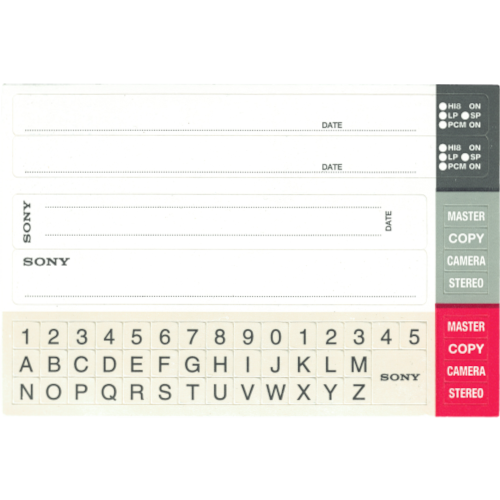 DATE
HI8 ON
LP SP
PCM ON
DATE
HI8 ON
LP SP
PCM ON
SONY
DATE
SONY
MASTER
COPY
CAMERA
STEREO
1 2 3 4 5 6 7 8 9 0 1 2 3 4 5
A B C D E F G H I J K L M
N O P Q R S T U V W X Y Z
SONY
MASTER
COPY
CAMERA
STEREO